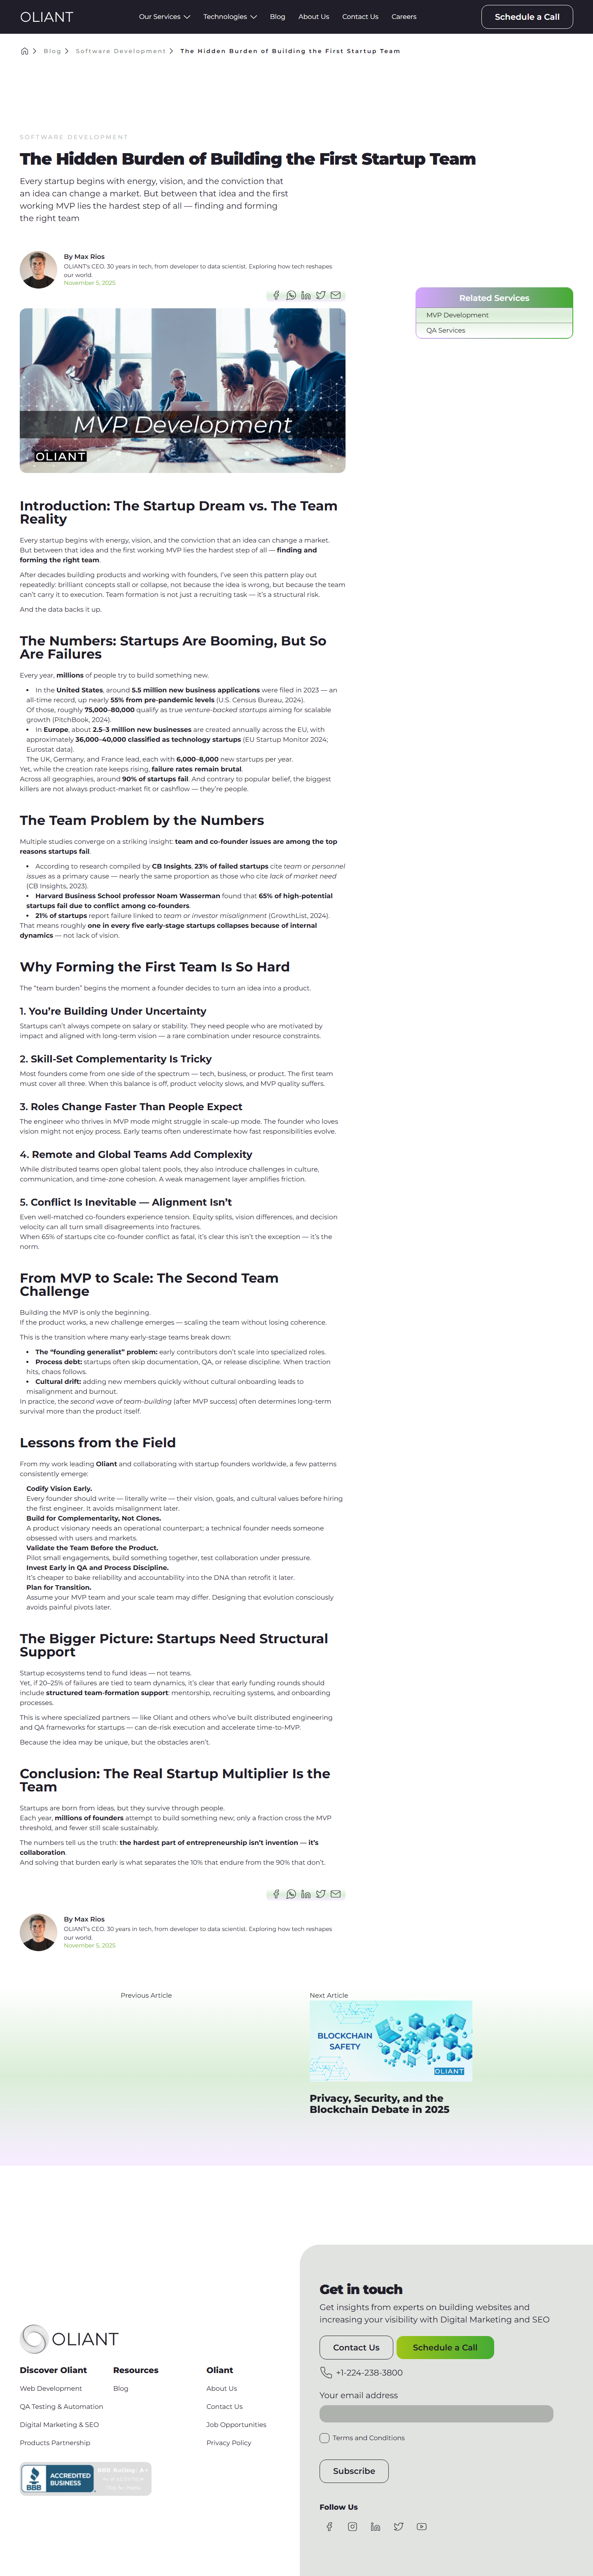 OLIANT
Our Services
Technologies
Blog
About Us
Contact Us
Careers
Schedule a Call
Blog
Software Development
The Hidden Burden of Building the First Startup Team
SOFTWARE DEVELOPMENT
The Hidden Burden of Building the First Startup Team
Every startup begins with energy, vision, and the conviction that
an idea can change a market. But between that idea and the first
working MVP lies the hardest step of all — finding and forming
the right team
By Max Rios
OLIANT's CEO. 30 years in tech, from developer to data scientist. Exploring how tech reshapes
our world.
November 5, 2025
Related Services
MVP Development
QA Services
MVP Development
OLIANT
Introduction: The Startup Dream vs. The Team
Reality
Every startup begins with energy, vision, and the conviction that an idea can change a market.
But between that idea and the first working MVP lies the hardest step of all — finding and
forming the right team.
After decades building products and working with founders, I've seen this pattern play out
repeatedly: brilliant concepts stall or collapse, not because the idea is wrong, but because the team
can't carry it to execution. Team formation is not just a recruiting task — it's a structural risk.
And the data backs it up.
The Numbers: Startups Are Booming, But So
Are Failures
Every year, millions of people try to build something new.
• In the United States, around 5.5 million new business applications were filed in 2023 — an
all-time record, up nearly 55% from pre-pandemic levels (U.S. Census Bureau, 2024).
Of those, roughly 75,000–80,000 qualify as true venture-backed startups aiming for scalable
growth (PitchBook, 2024).
• In Europe, about 2.5–3 million new businesses are created annually across the EU, with
approximately 36,000–40,000 classified as technology startups (EU Startup Monitor 2024;
Eurostat data).
The UK, Germany, and France lead, each with 6,000–8,000 new startups per year.
Yet, while the creation rate keeps rising, failure rates remain brutal.
Across all geographies, around 90% of startups fail. And contrary to popular belief, the biggest
killers are not always product-market fit or cashflow — they're people.
The Team Problem by the Numbers
Multiple studies converge on a striking insight: team and co-founder issues are among the top
reasons startups fail.
• According to research compiled by CB Insights, 23% of failed startups cite team or personnel
issues as a primary cause — nearly the same proportion as those who cite lack of market need
(CB Insights, 2023).
• Harvard Business School professor Noam Wasserman found that 65% of high-potential
startups fail due to conflict among co-founders.
• 21% of startups report failure linked to team or investor misalignment (GrowthList, 2024).
That means roughly one in every five early-stage startups collapses because of internal
dynamics — not lack of vision.
Why Forming the First Team Is So Hard
The “team burden” begins the moment a founder decides to turn an idea into a product.
1. You're Building Under Uncertainty
Startups can't always compete on salary or stability. They need people who are motivated by
impact and aligned with long-term vision — a rare combination under resource constraints.
2. Skill-Set Complementarity Is Tricky
Most founders come from one side of the spectrum — tech, business, or product. The first team
must cover all three. When this balance is off, product velocity slows, and MVP quality suffers.
3. Roles Change Faster Than People Expect
The engineer who thrives in MVP mode might struggle in scale-up mode. The founder who loves
vision might not enjoy process. Early teams often underestimate how fast responsibilities evolve.
4. Remote and Global Teams Add Complexity
While distributed teams open global talent pools, they also introduce challenges in culture,
communication, and time-zone cohesion. A weak management layer amplifies friction.
5. Conflict Is Inevitable — Alignment Isn't
Even well-matched co-founders experience tension. Equity splits, vision differences, and decision
velocity can all turn small disagreements into fractures.
When 65% of startups cite co-founder conflict as fatal, it's clear this isn't the exception — it's the
norm.
From MVP to Scale: The Second Team
Challenge
Building the MVP is only the beginning.
If the product works, a new challenge emerges — scaling the team without losing coherence.
This is the transition where many early-stage teams break down:
• The “founding generalist” problem: early contributors don't scale into specialized roles.
• Process debt: startups often skip documentation, QA, or release discipline. When traction
hits, chaos follows.
• Cultural drift: adding new members quickly without cultural onboarding leads to
misalignment and burnout.
In practice, the second wave of team-building (after MVP success) often determines long-term
survival more than the product itself.
Lessons from the Field
From my work leading Oliant and collaborating with startup founders worldwide, a few patterns
consistently emerge:
Codify Vision Early.
Every founder should write — literally write — their vision, goals, and cultural values before hiring
the first engineer. It avoids misalignment later.
Build for Complementarity, Not Clones.
A product visionary needs an operational counterpart; a technical founder needs someone
obsessed with users and markets.
Validate the Team Before the Product.
Pilot small engagements, build something together, test collaboration under pressure.
Invest Early in QA and Process Discipline.
It's cheaper to bake reliability and accountability into the DNA than retrofit it later.
Plan for Transition.
Assume your MVP team and your scale team may differ. Designing that evolution consciously
avoids painful pivots later.
The Bigger Picture: Startups Need Structural
Support
Startup ecosystems tend to fund ideas — not teams.
Yet, if 20–25% of failures are tied to team dynamics, it's clear that early funding rounds should
include structured team-formation support: mentorship, recruiting systems, and onboarding
processes.
This is where specialized partners — like Oliant and others who've built distributed engineering
and QA frameworks for startups — can de-risk execution and accelerate time-to-MVP.
Because the idea may be unique, but the obstacles aren't.
Conclusion: The Real Startup Multiplier Is the
Team
Startups are born from ideas, but they survive through people.
Each year, millions of founders attempt to build something new; only a fraction cross the MVP
threshold, and fewer still scale sustainably.
The numbers tell us the truth: the hardest part of entrepreneurship isn't invention — it's
collaboration.
And solving that burden early is what separates the 10% that endure from the 90% that don't.
By Max Rios
OLIANT's CEO. 30 years in tech, from developer to data scientist. Exploring how tech reshapes
our world.
November 5, 2025
Previous Article
Next Article
BLOCKCHAIN
SAFETY
OLIANT
Privacy, Security, and the
Blockchain Debate in 2025
OLIANT
Discover Oliant
Web Development
QA Testing & Automation
Digital Marketing & SEO
Products Partnership
Resources
Blog
Oliant
About Us
Contact Us
Job Opportunities
Privacy Policy
BBB
ACCREDITED
BUSINESS
BBB Rating: A+
Get in touch
Get insights from experts on building websites and
increasing your visibility with Digital Marketing and SEO
Contact Us
Schedule a Call
+1-224-238-3800
Your email address
Terms and Conditions
Subscribe
Follow Us